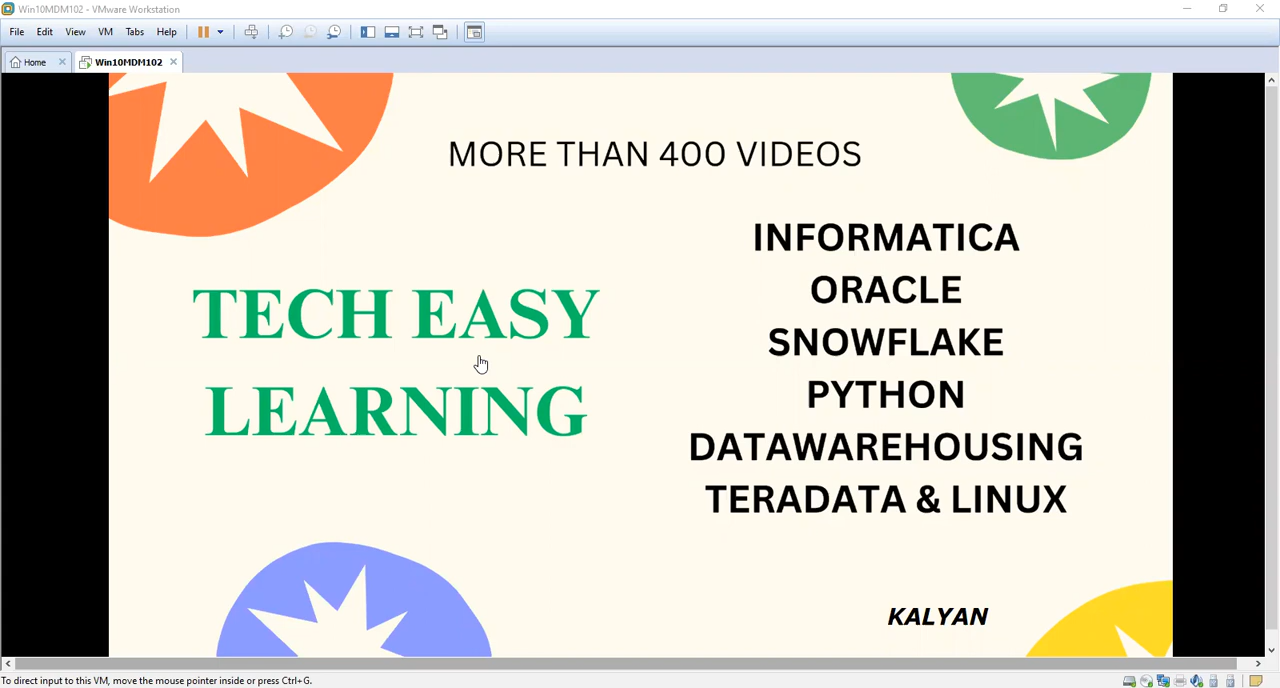 Win10MDM102 - VMware Workstation
File Edit View VM Tabs Help
Home Win10MDM102
MORE THAN 400 VIDEOS
TECH EASY
LEARNING
INFORMATICA
ORACLE
SNOWFLAKE
PYTHON
DATAWAREHOUSING
TERADATA & LINUX
KALYAN
To direct input to this VM, move the mouse pointer inside or press Ctrl+G.